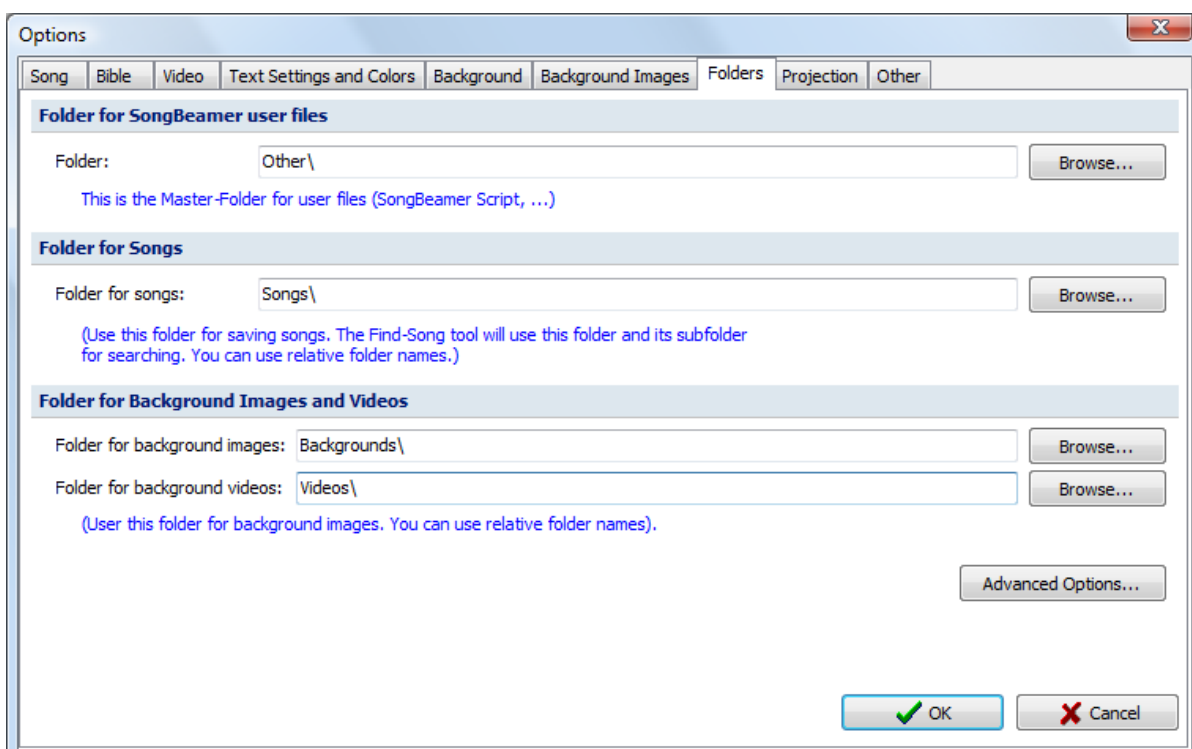 Options
Song Bible Video Text Settings and Colors Background Background Images Folders Projection Other
Folder for SongBeamer user files
Folder: Other\ Browse...
This is the Master-Folder for user files (SongBeamer Script, ...)
Folder for Songs
Folder for songs: Songs\ Browse...
(Use this folder for saving songs. The Find-Song tool will use this folder and its subfolder
for searching. You can use relative folder names.)
Folder for Background Images and Videos
Folder for background images: Backgrounds\ Browse...
Folder for background videos: Videos\ Browse...
(User this folder for background images. You can use relative folder names).
Advanced Options...
OK Cancel